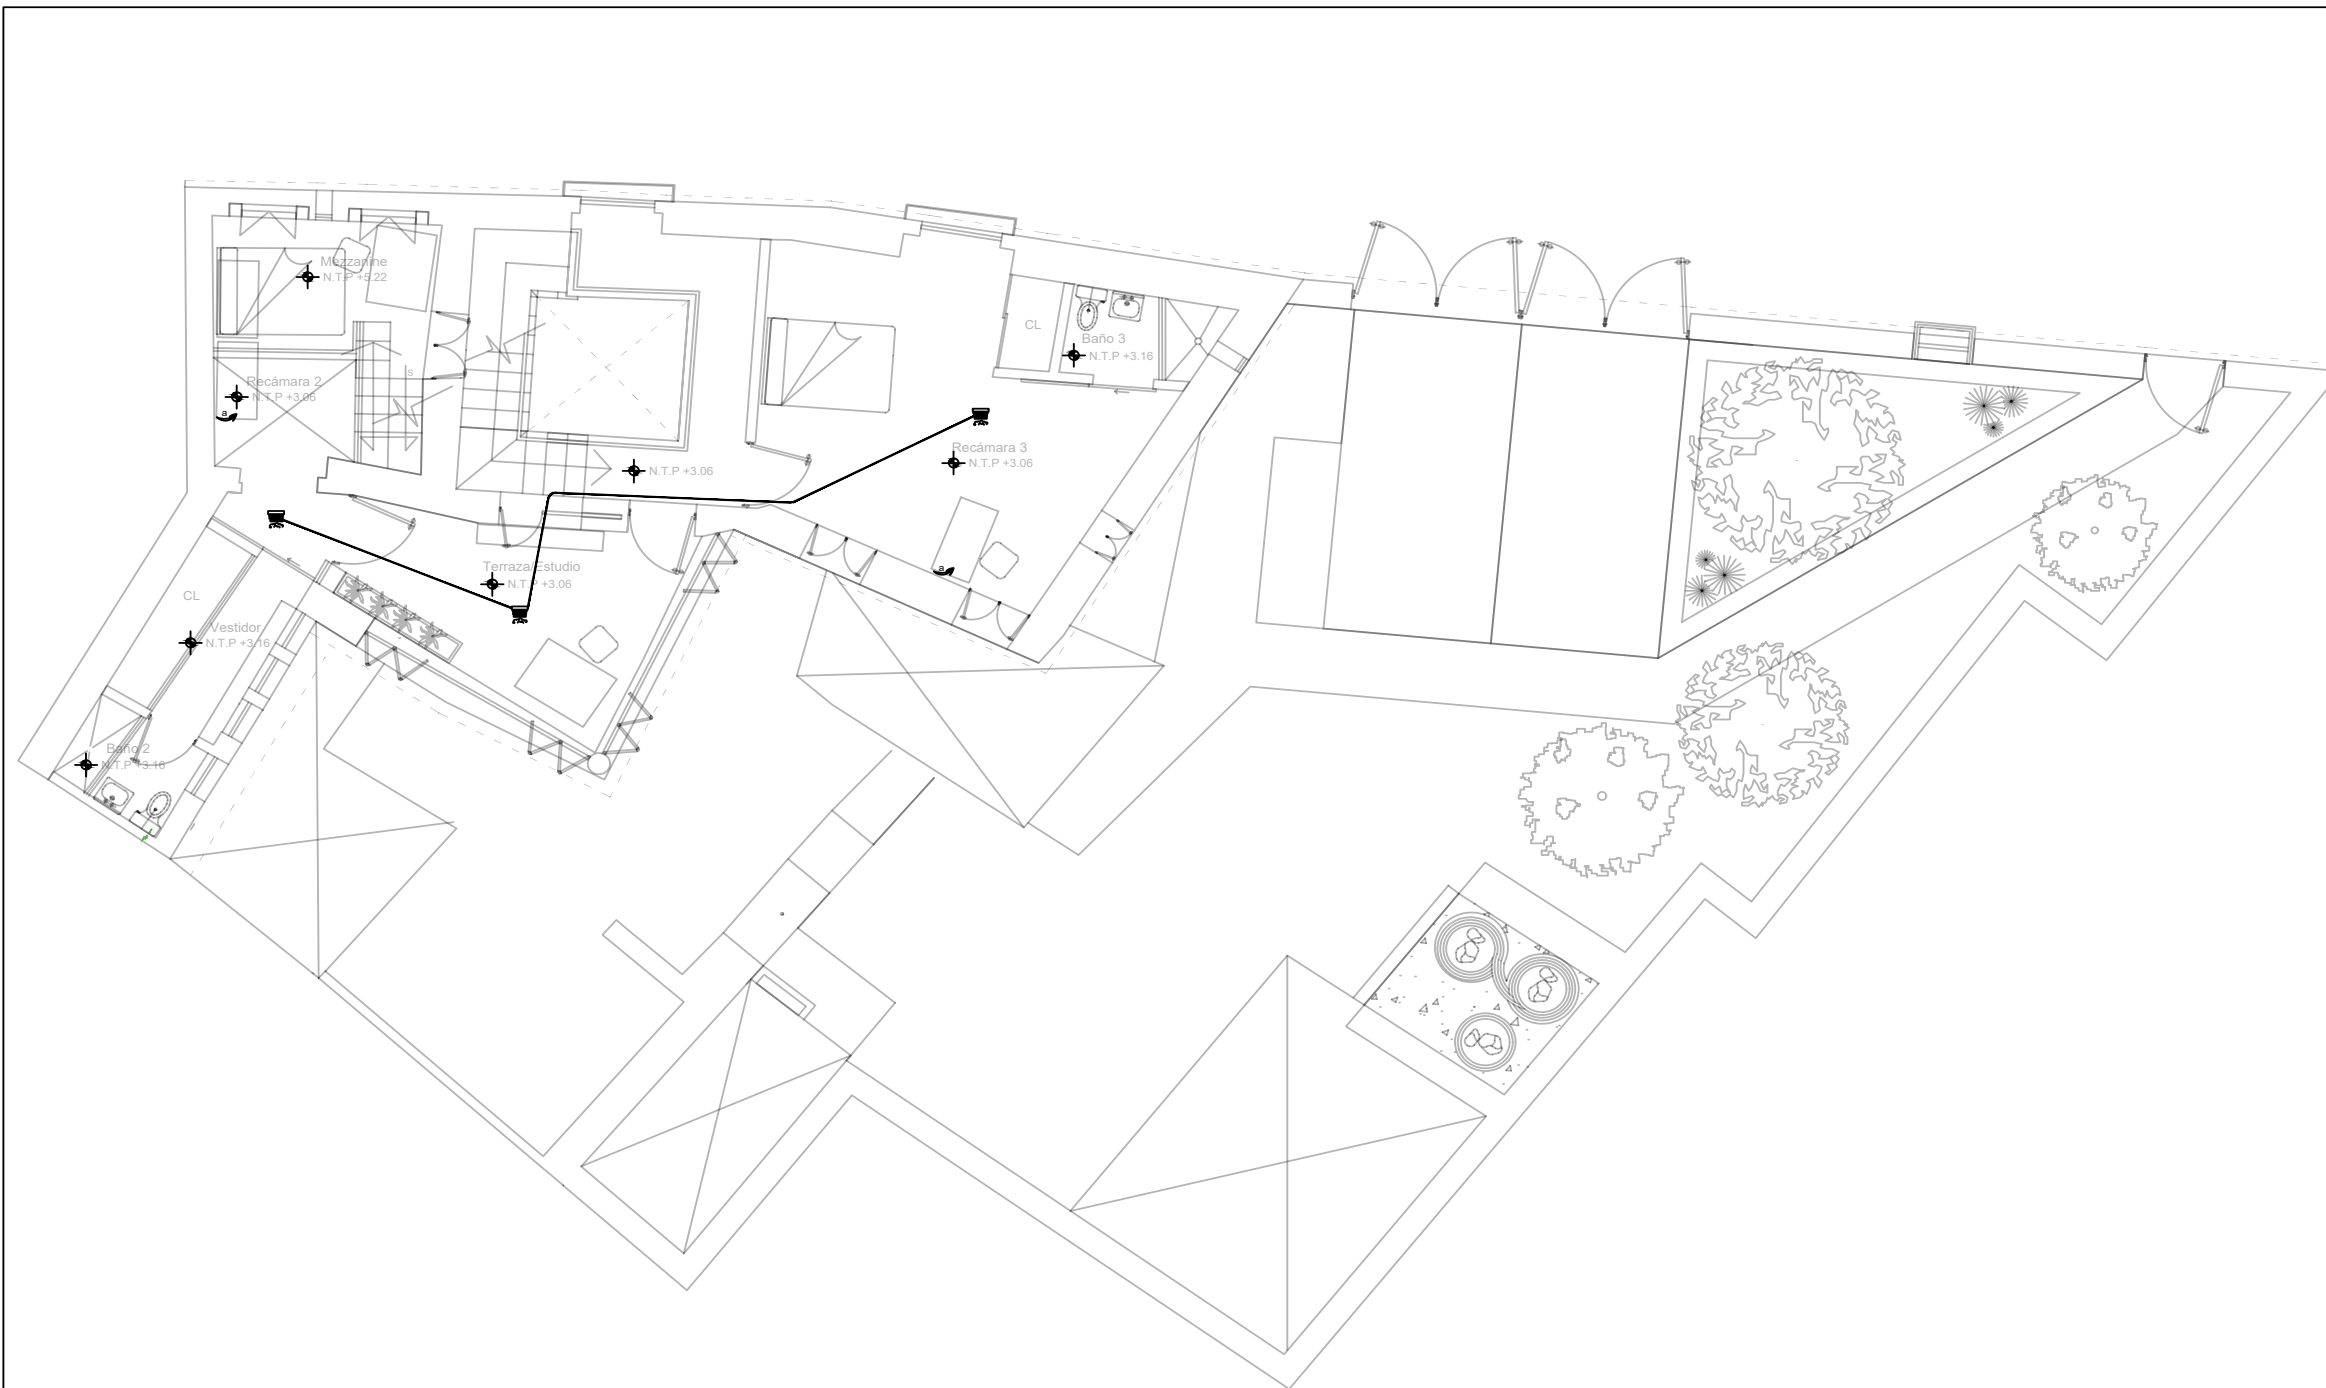 Mezzanine
N.T.P +5.22
CL
Baño 3
N.T.P +3.16
S
Recámara 2
N.T.P +3.06
a
Recámara 3
N.T.P +3.06
N.T.P +3.06
Terraza/Estudio
N.T.P +3.06
a
CL
Vestidor
N.T.P +3.16
Baño 2
N.T.P +3.16